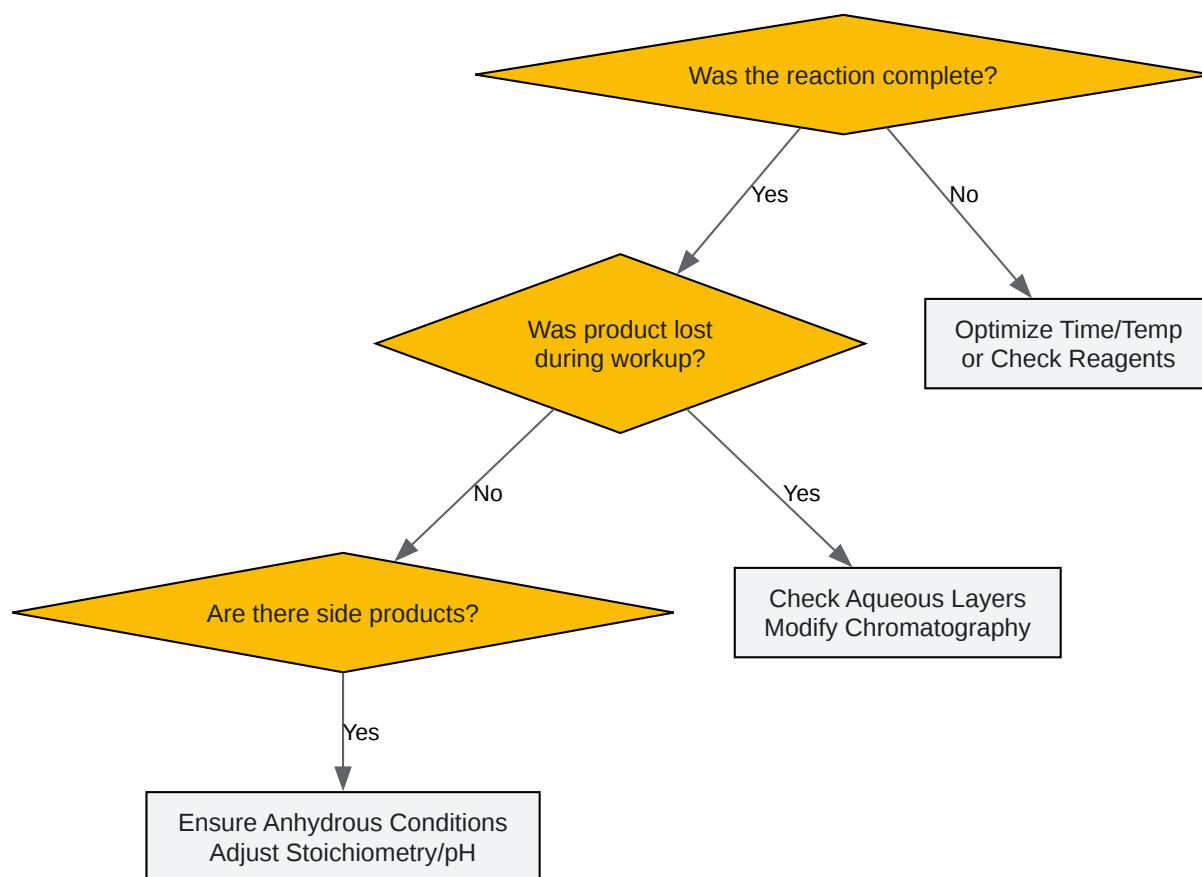 Was the reaction complete?
Yes
No
Was product lost
during workup?
Optimize Time/Temp
or Check Reagents
No
Yes
Are there side products?
Check Aqueous Layers
Modify Chromatography
Yes
Ensure Anhydrous Conditions
Adjust Stoichiometry/pH